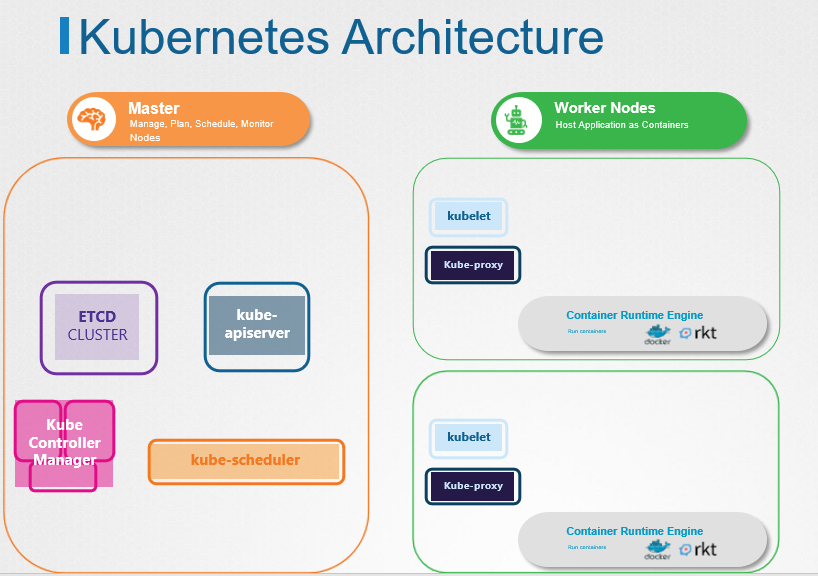 Kubernetes Architecture
Master
Manage, Plan, Schedule, Monitor
Nodes
Worker Nodes
Host Application as Containers
ETCD
CLUSTER
kube-
apiserver
Kube
Controller
Manager
kube-scheduler
kubelet
Kube-proxy
Container Runtime Engine
Run containers
docker
rkt
kubelet
Kube-proxy
Container Runtime Engine
Run containers
docker
rkt